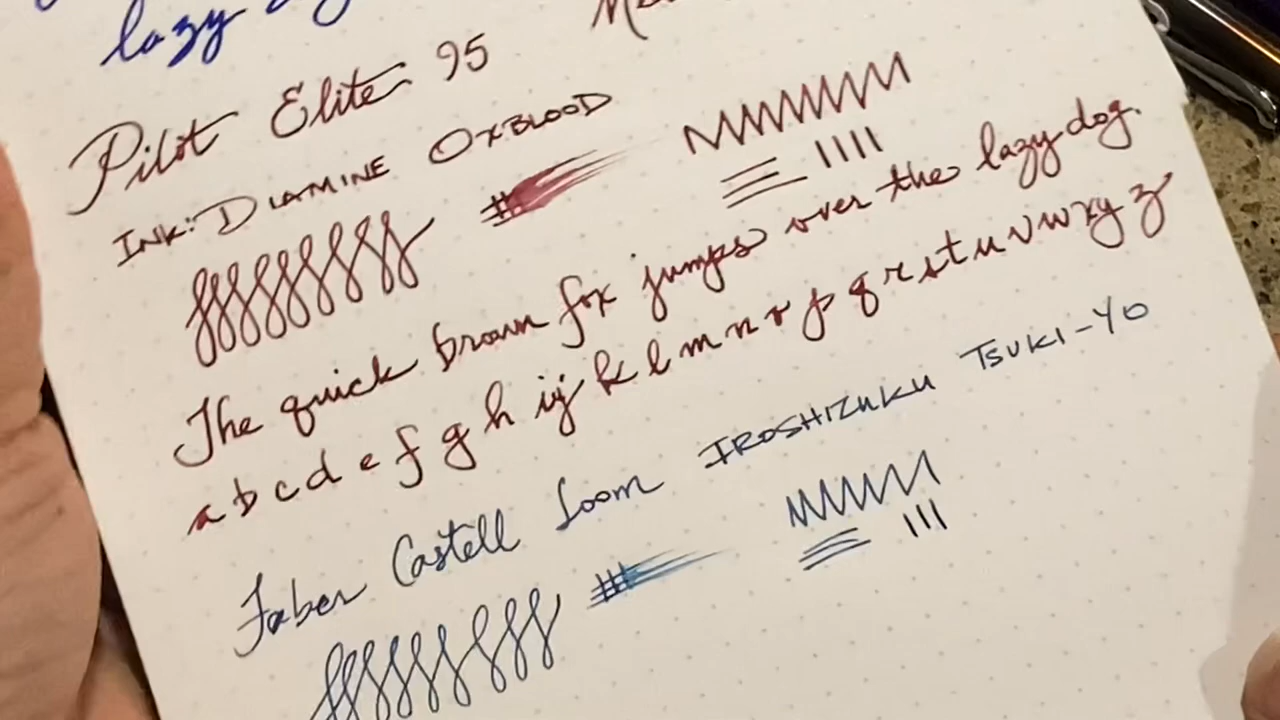 lazy
Pilot Elite 95
INK: DIAMINE OXBLOOD
The quick brown fox jumps over the lazy dog.
a b c d e f g h i j k l m n o p q r s t u v w x y z
Faber Castell Loom IROSHIZUKU TSUKI-YO